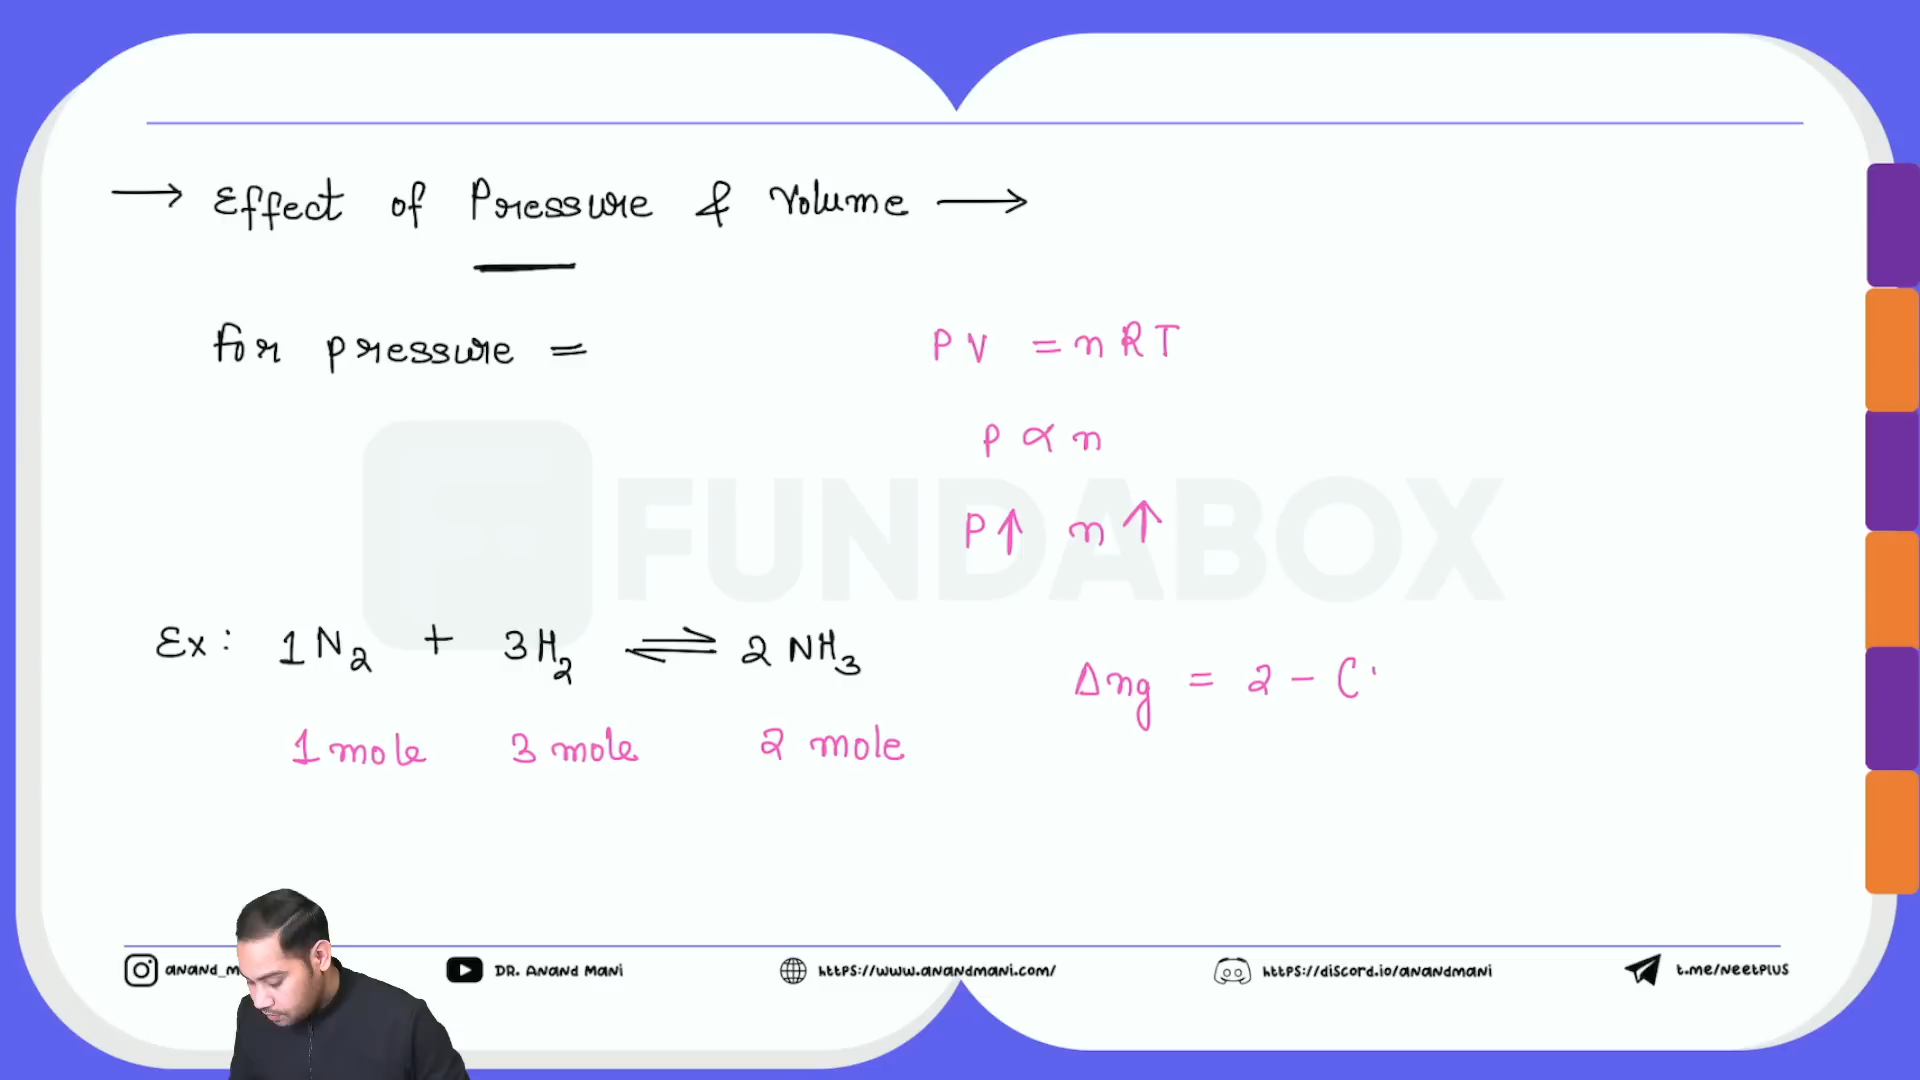 → Effect of Pressure & Volume →
for pressure =
PV = nRT
P ∝ n
P↑ n↑
FUNDABOX
Ex: 1N₂ + 3H₂ ⇌ 2NH₃
Δng = 2 - (
1 mole 3 mole 2 mole
ANAND_M
DR. ANAND MANI
https://www.anandmani.com/
https://discord.io/anandmani
t.me/NEETPLUS